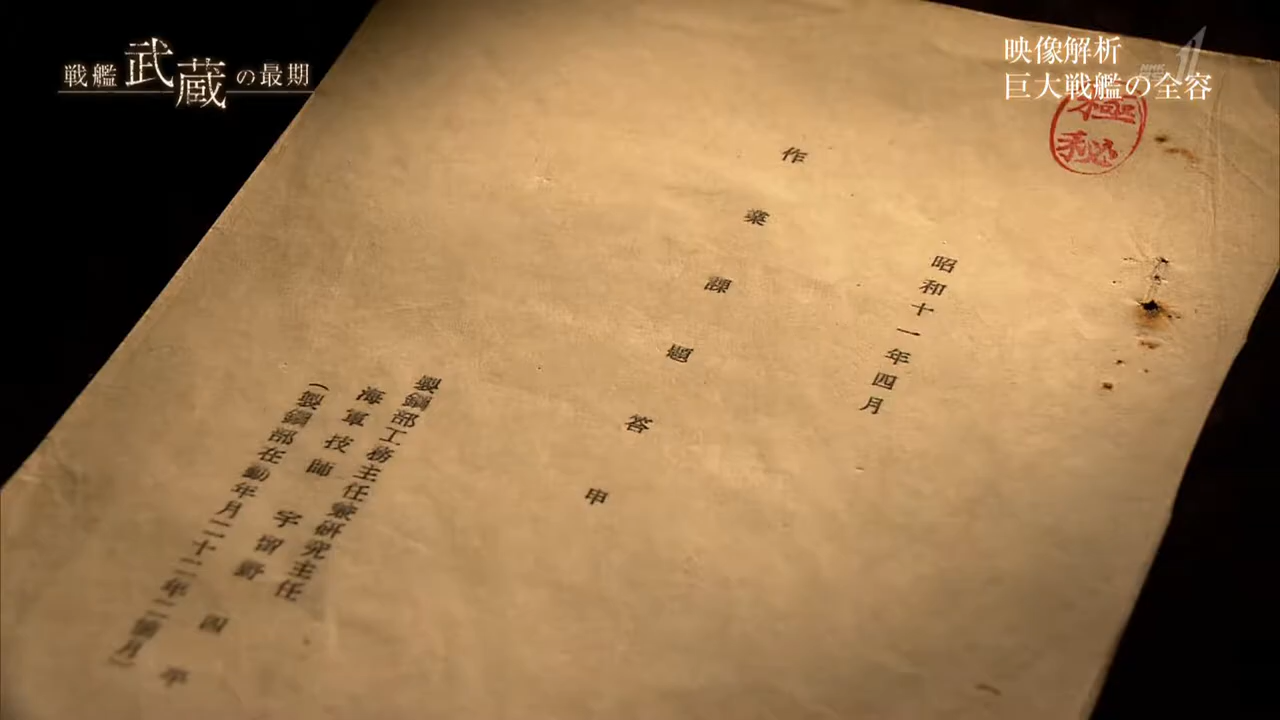 戦艦武蔵の最期
映像解析
巨大戦艦の全容
NHK
極秘
昭和十一年四月
作業課題答申
製鋼部工務主任兼研究主任
海軍技師 宇留野四平
(製鋼部在勤年月二十二年二箇月)